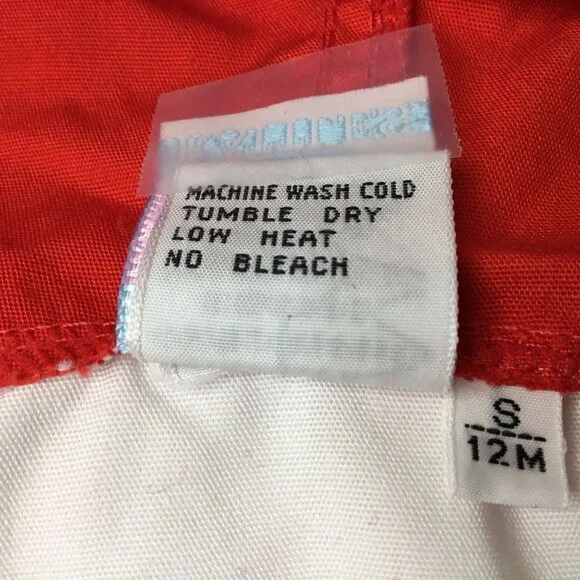 MACHINE WASH COLD
TUMBLE DRY
LOW HEAT
NO BLEACH
S
12M